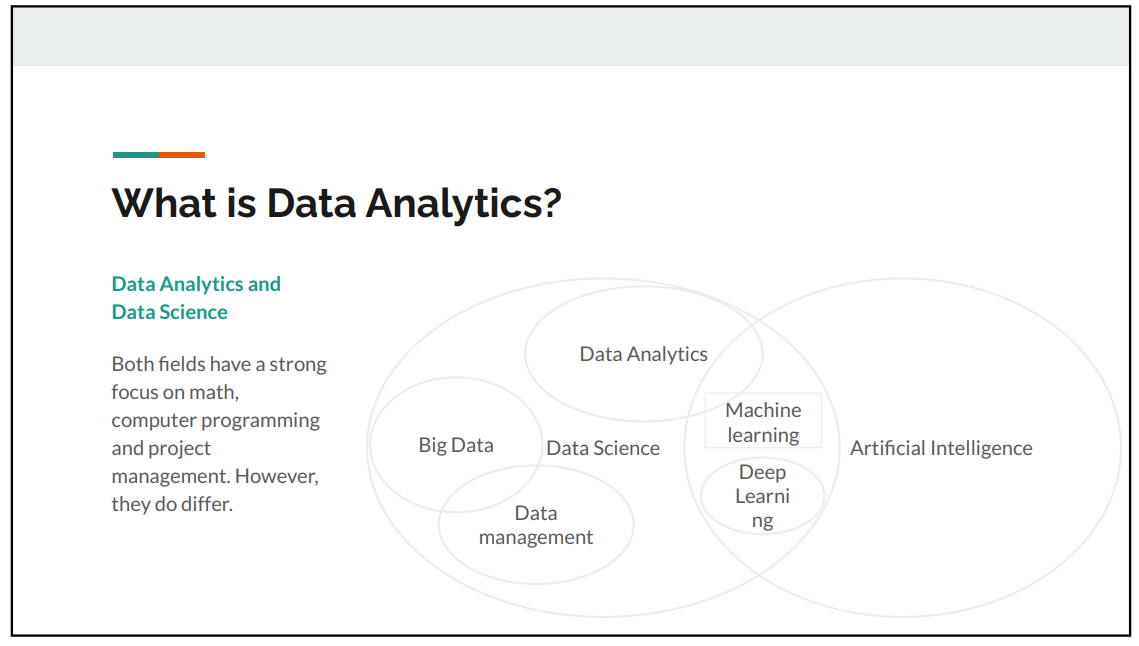 What is Data Analytics?
Data Analytics and
Data Science
Both fields have a strong
focus on math,
computer programming
and project
management. However,
they do differ.
Data Analytics
Machine
learning
Big Data
Data Science
Artificial Intelligence
Deep
Learni
ng
Data
management